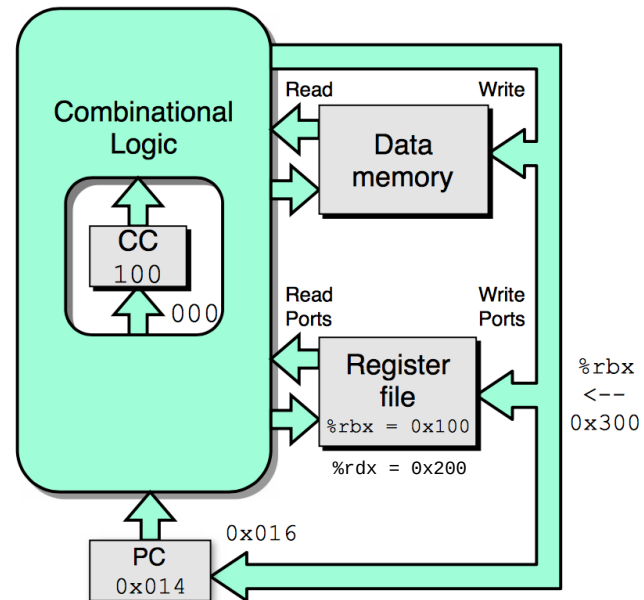 Combinational
Logic
CC
100
000
Read
Write
Data
memory
Read
Ports
Write
Ports
Register
file
%rbx = 0x100
%rdx = 0x200
%rbx
<--
0x300
0x016
PC
0x014